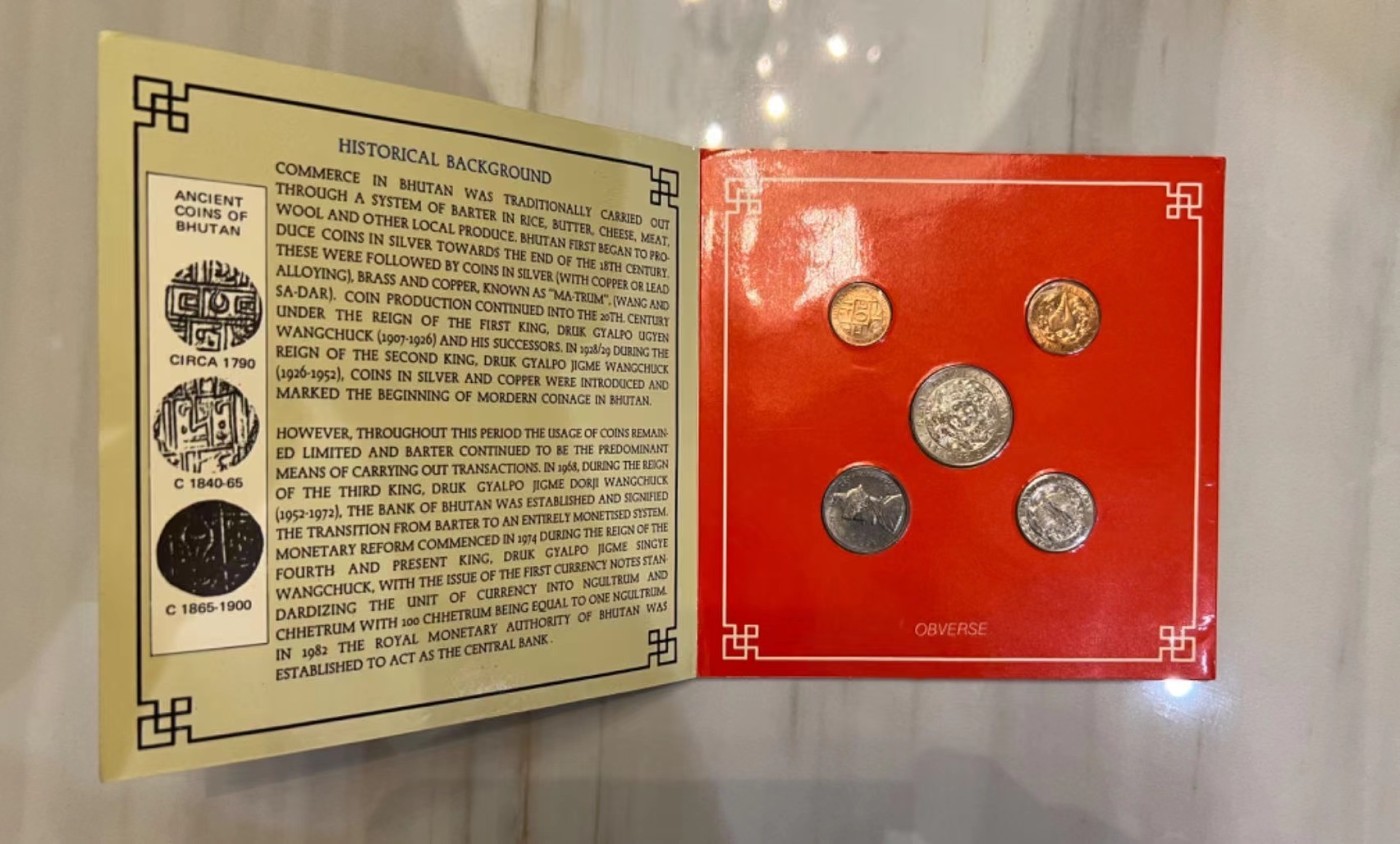 HISTORICAL BACKGROUND
COMMERCE IN BHUTAN WAS TRADITIONALLY CARRIED OUT
THROUGH A SYSTEM OF BARTER IN RICE, BUTTER, CHEESE, MEAT,
WOOL AND OTHER LOCAL PRODUCE. BHUTAN FIRST BEGAN TO PRO-
DUCE COINS IN SILVER TOWARDS THE END OF THE 18TH CENTURY.
THESE WERE FOLLOWED BY COINS IN SILVER (WITH COPPER OR LEAD
ALLOYING), BRASS AND COPPER, KNOWN AS "MA-TRUM", (WANG AND
SA-DAR). COIN PRODUCTION CONTINUED INTO THE 20TH. CENTURY
UNDER THE REIGN OF THE FIRST KING, DRUK GYALPO UGYEN
WANGCHUCK (1907-1926) AND HIS SUCCESSORS. IN 1928/29 DURING THE
REIGN OF THE SECOND KING, DRUK GYALPO JIGME WANGCHUCK
(1926-1952), COINS IN SILVER AND COPPER WERE INTRODUCED AND
MARKED THE BEGINNING OF MORDERN COINAGE IN BHUTAN.
HOWEVER, THROUGHOUT THIS PERIOD THE USAGE OF COINS REMAIN-
ED LIMITED AND BARTER CONTINUED TO BE THE PREDOMINANT
MEANS OF CARRYING OUT TRANSACTIONS. IN 1968, DURING THE REIGN
OF THE THIRD KING, DRUK GYALPO JIGME DORJI WANGCHUCK
(1952-1972), THE BANK OF BHUTAN WAS ESTABLISHED AND SIGNIFIED
THE TRANSITION FROM BARTER TO AN ENTIRELY MONETISED SYSTEM.
MONETARY REFORM COMMENCED IN 1974 DURING THE REIGN OF THE
FOURTH AND PRESENT KING, DRUK GYALPO JIGME SINGYE
WANGCHUCK, WITH THE ISSUE OF THE FIRST CURRENCY NOTES STAN-
DARDIZING THE UNIT OF CURRENCY INTO NGULTRUM AND
CHHETRUM WITH 100 CHHETRUM BEING EQUAL TO ONE NGULTRUM.
IN 1982 THE ROYAL MONETARY AUTHORITY OF BHUTAN WAS
ESTABLISHED TO ACT AS THE CENTRAL BANK.
ANCIENT
COINS OF
BHUTAN
CIRCA 1790
C 1840-65
C 1865-1900
OBVERSE